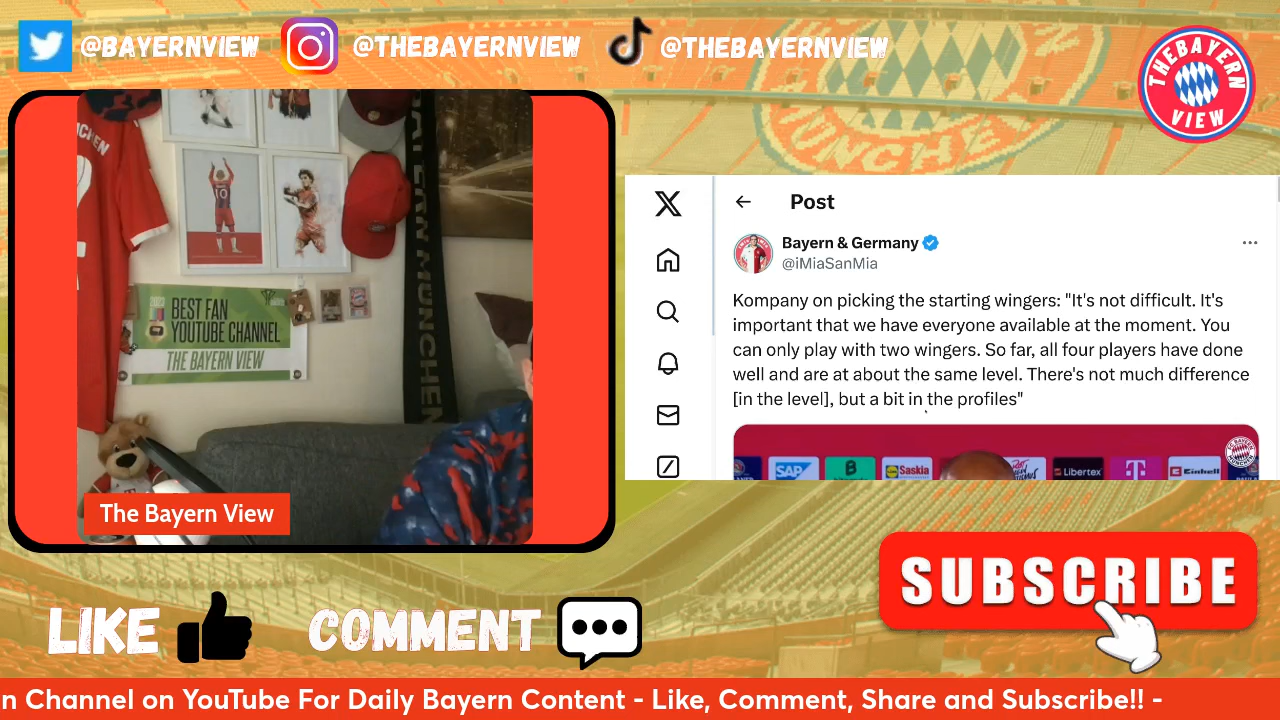 @BAYERNVIEW
@THEBAYERNVIEW
@THEBAYERNVIEW
THEBAYERN
VIEW
CHEN
10
BEST FAN
YOUTUBE CHANNEL
THE BAYERN VIEW
BAYERN MÜNCHEN
The Bayern View
Post
Bayern & Germany
@iMiaSanMia
Kompany on picking the starting wingers: "It's not difficult. It's
important that we have everyone available at the moment. You
can only play with two wingers. So far, all four players have done
well and are at about the same level. There's not much difference
[in the level], but a bit in the profiles"
SAP
Saskia
Libertex
T
Einhell
SUBSCRIBE
LIKE
COMMENT
n Channel on YouTube For Daily Bayern Content - Like, Comment, Share and Subscribe!! -